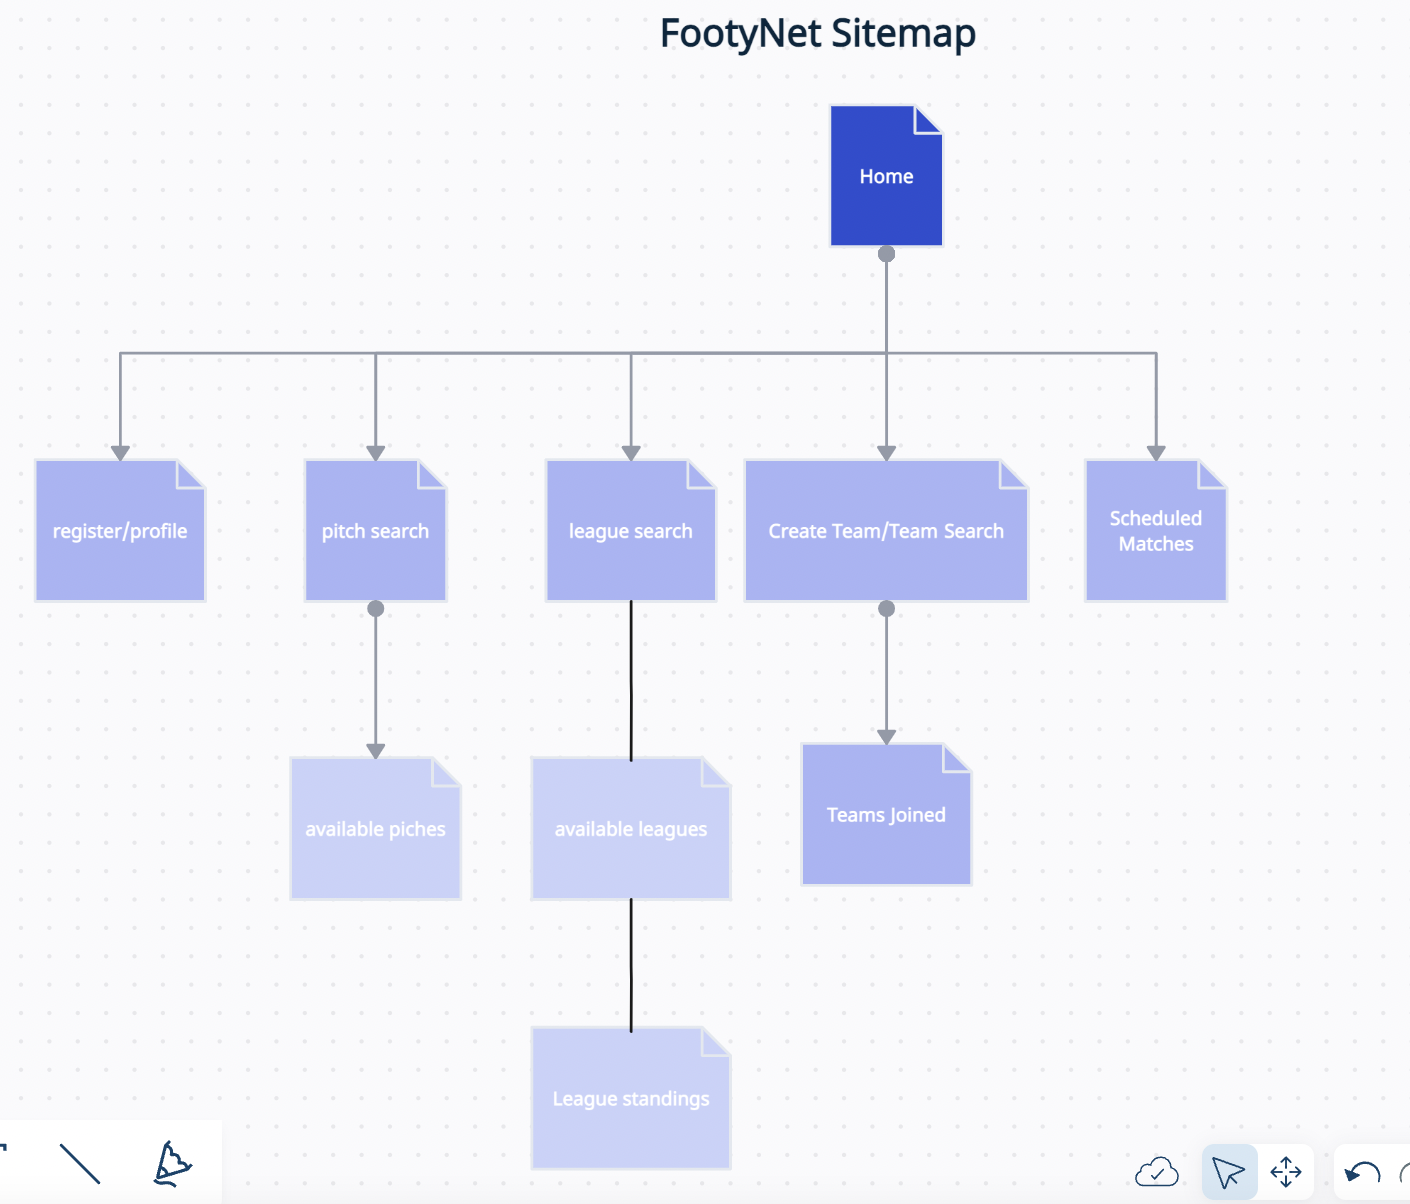 FootyNet Sitemap
Home
register/profile
pitch search
league search
Create Team/Team Search
Scheduled
Matches
available piches
available leagues
Teams Joined
League standings